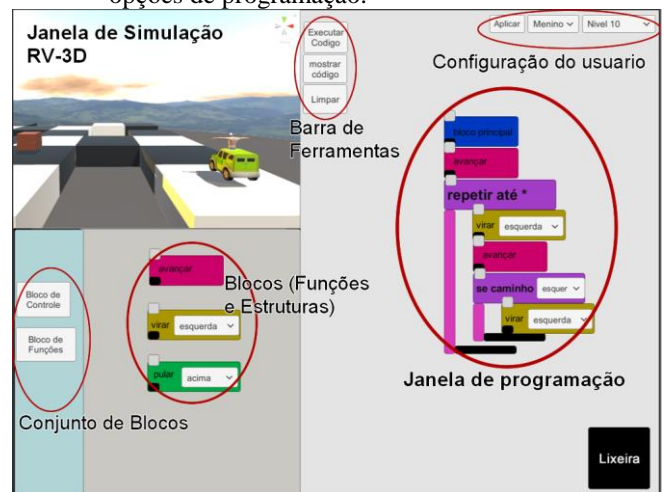 opções de programação.
Janela de Simulação
RV-3D
Executar
Codigo
mostrar
código
Limpar
Barra de
Ferramentas
Aplicar
Menino
Nivel 10
Configuração do usuario
bloco principal
avançar
repetir até *
virar esquerda
avançar
se caminho esquer
virar esquerda
Janela de programação
Lixeira
Bloco de
Controle
Bloco de
Funções
Conjunto de Blocos
avançar
virar esquerda
pular acima
Blocos (Funções
e Estruturas)